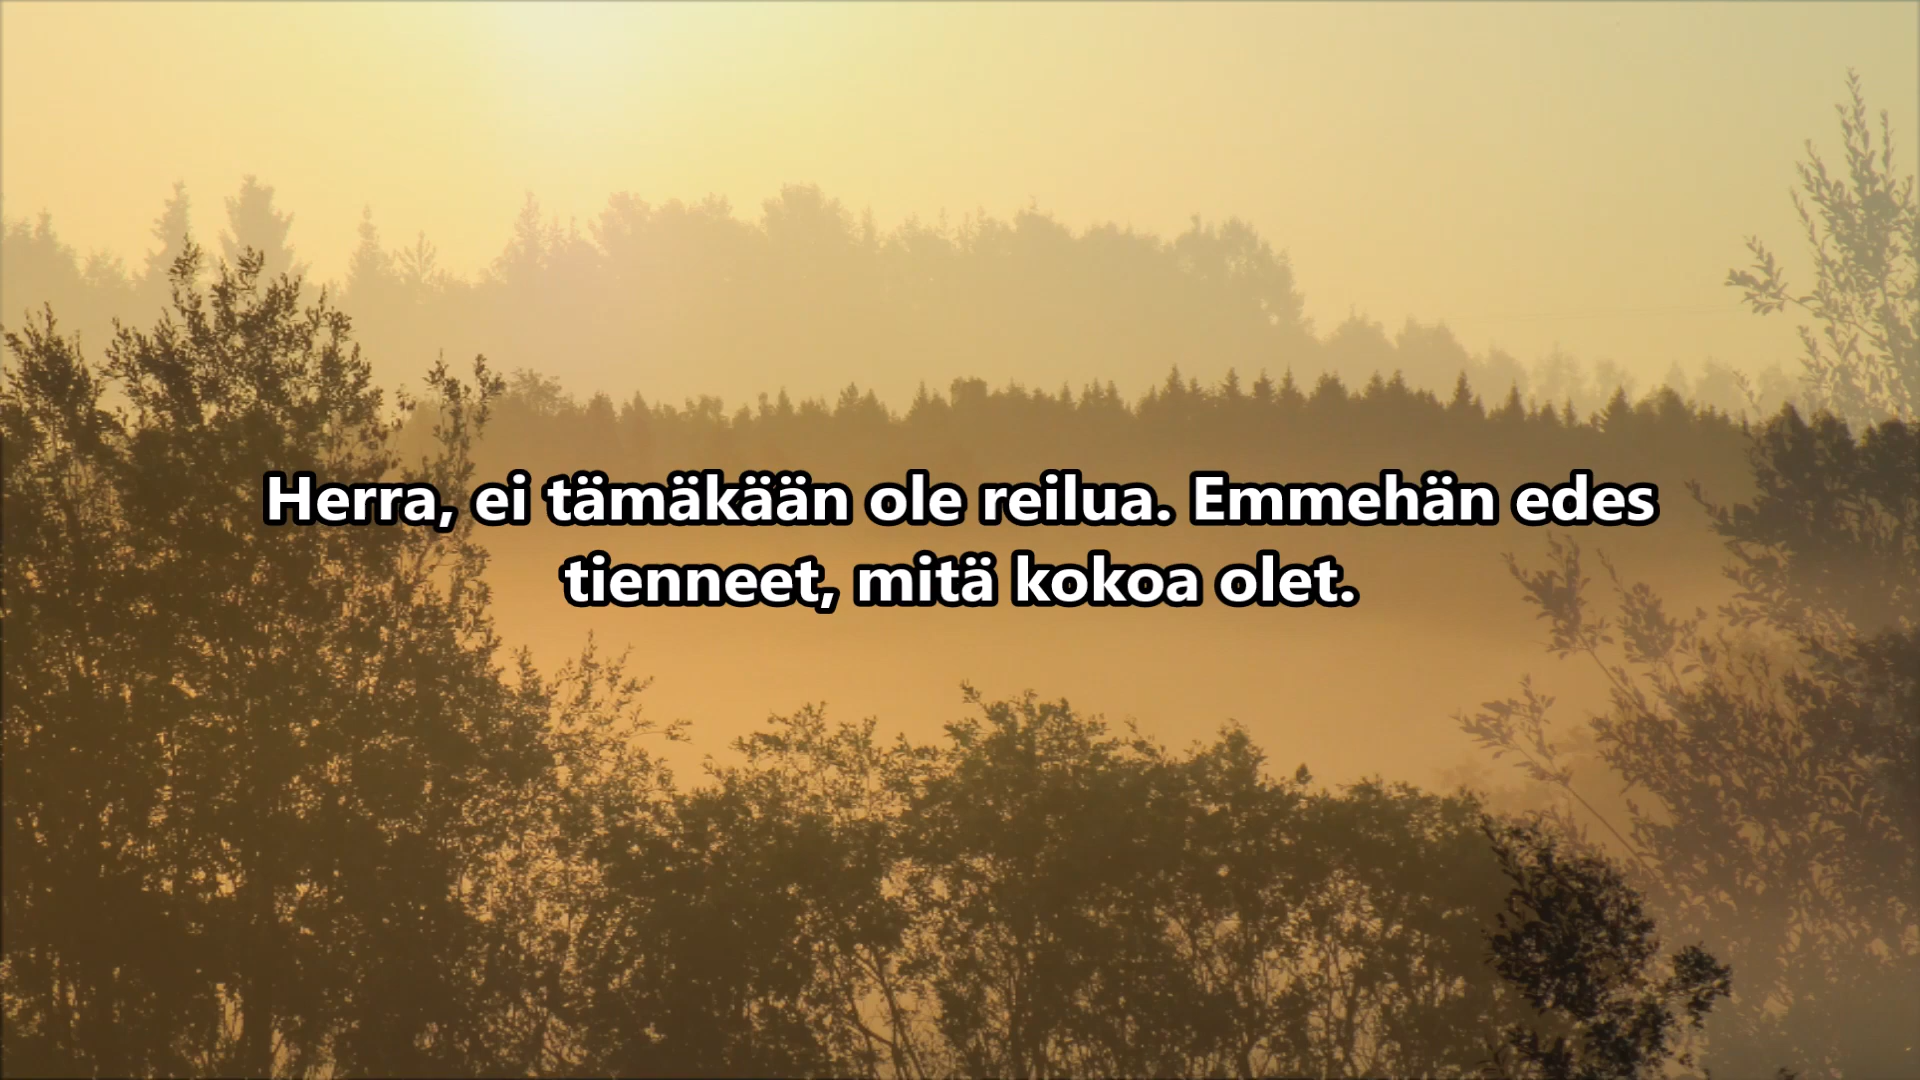 Herra, ei tämäkään ole reilua. Emmehän edes
tienneet, mitä kokoa olet.